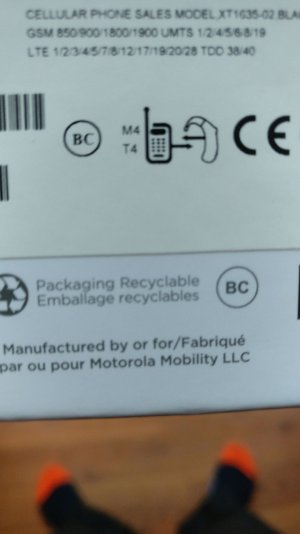 CELLULAR PHONE SALES MODEL,XT1635-02,BLA
GSM 850/900/1800/1900 UMTS 1/2/4/5/6/8/19
LTE 1/2/3/4/5/7/8/12/17/19/20/28 TDD 38/40
BC
M4
T4
CE
Packaging Recyclable
Emballage recyclables
BC
Manufactured by or for/Fabriqué
par ou pour Motorola Mobility LLC